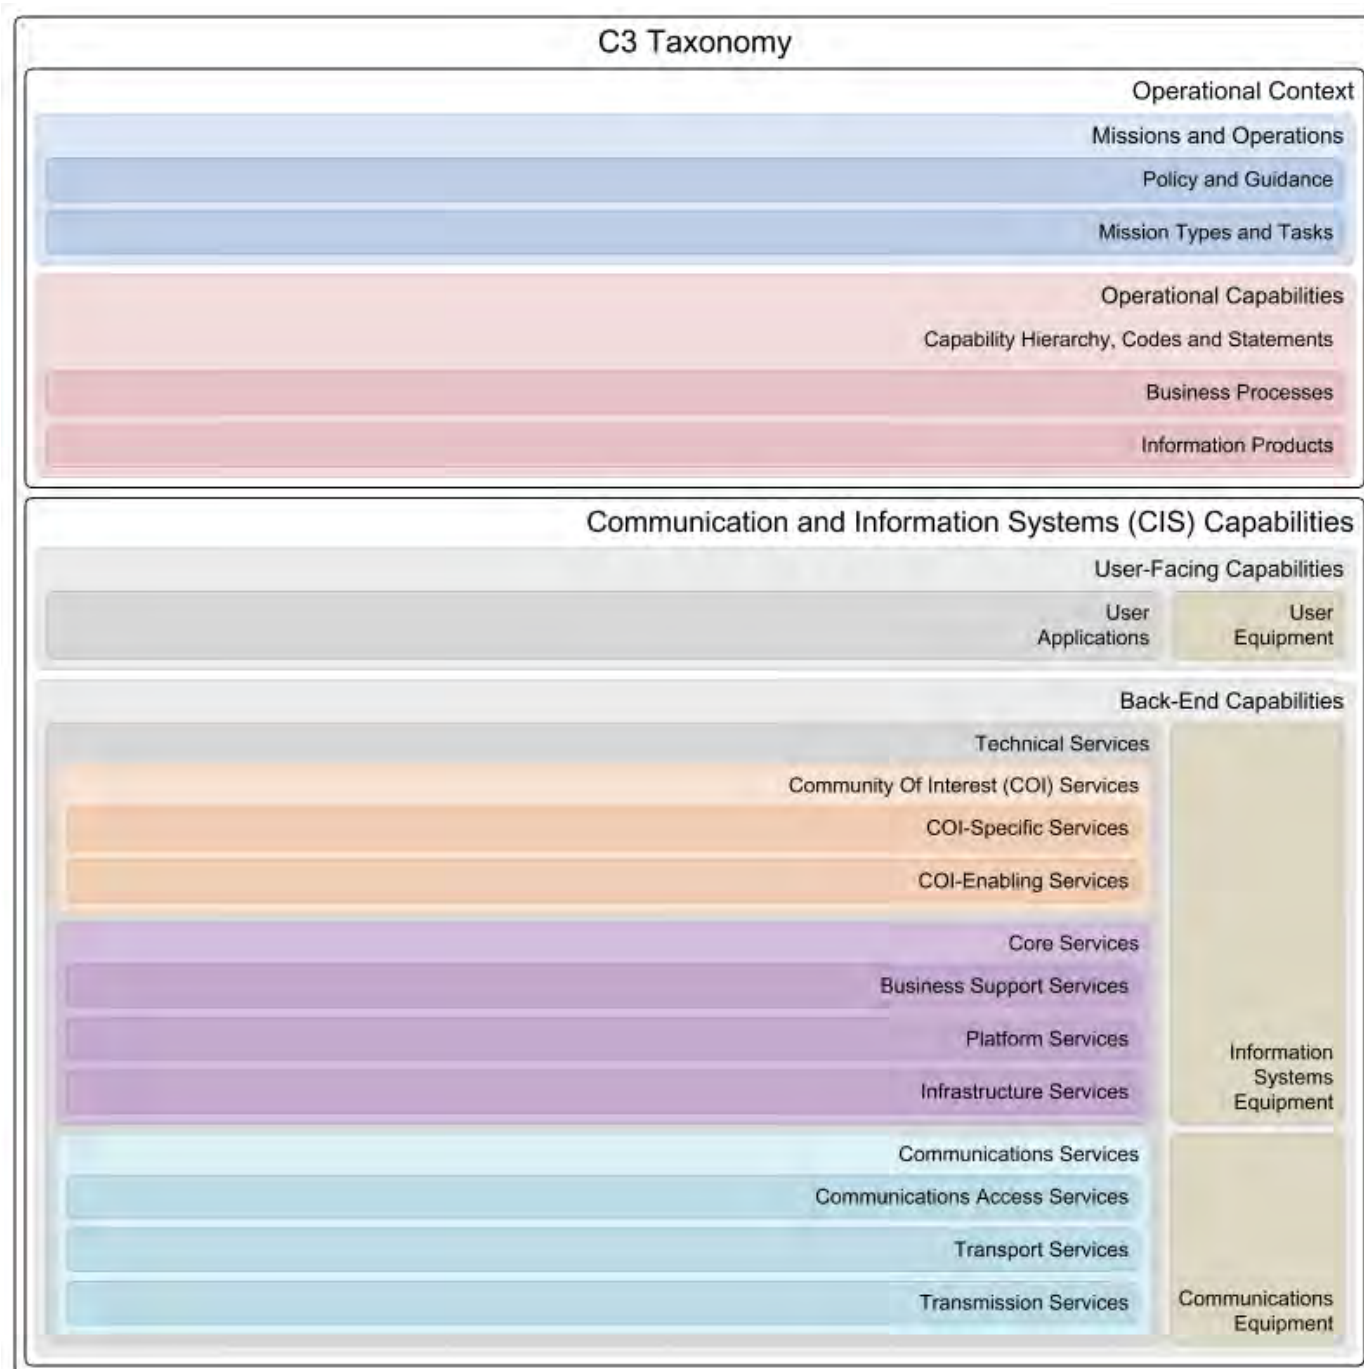 C3 Taxonomy
Operational Context
Missions and Operations
Policy and Guidance
Mission Types and Tasks
Operational Capabilities
Capability Hierarchy, Codes and Statements
Business Processes
Information Products
Communication and Information Systems (CIS) Capabilities
User-Facing Capabilities
User
Applications
User
Equipment
Back-End Capabilities
Technical Services
Community Of Interest (COI) Services
COI-Specific Services
COI-Enabling Services
Core Services
Business Support Services
Platform Services
Infrastructure Services
Information
Systems
Equipment
Communications Services
Communications Access Services
Transport Services
Transmission Services
Communications
Equipment